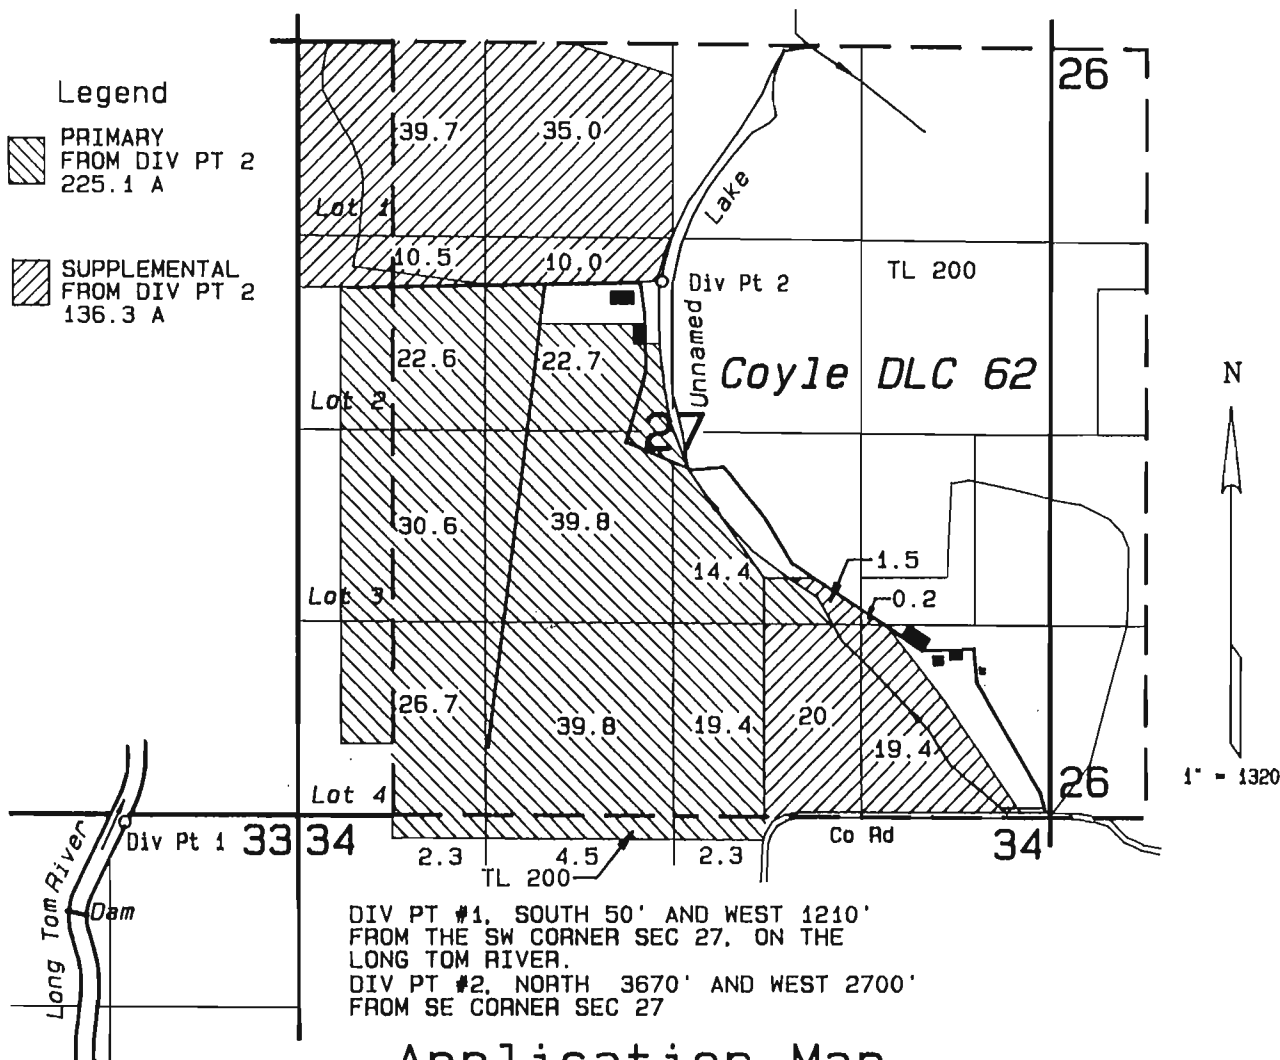 Legend
PRIMARY
FROM DIV PT 2
225.1 A
SUPPLEMENTAL
FROM DIV PT 2
136.3 A
26
39.7
35.0
Lot 1
Lake
10.5
10.0
TL 200
Div Pt 2
Unnamed
22.6
22.7
Coyle DLC 62
N
Lot 2
27
30.6
39.8
14.4
1.5
0.2
Lot 3
26.7
39.8
19.4
20
19.4
1" = 1320
Lot 4
26
Div Pt 1
33
34
Co Rd
34
2.3
4.5
2.3
TL 200
Long Tom River
Dam
DIV PT #1, SOUTH 50' AND WEST 1210'
FROM THE SW CORNER SEC 27, ON THE
LONG TOM RIVER.
DIV PT #2, NORTH 3670' AND WEST 2700'
FROM SE CORNER SEC 27
Application Map